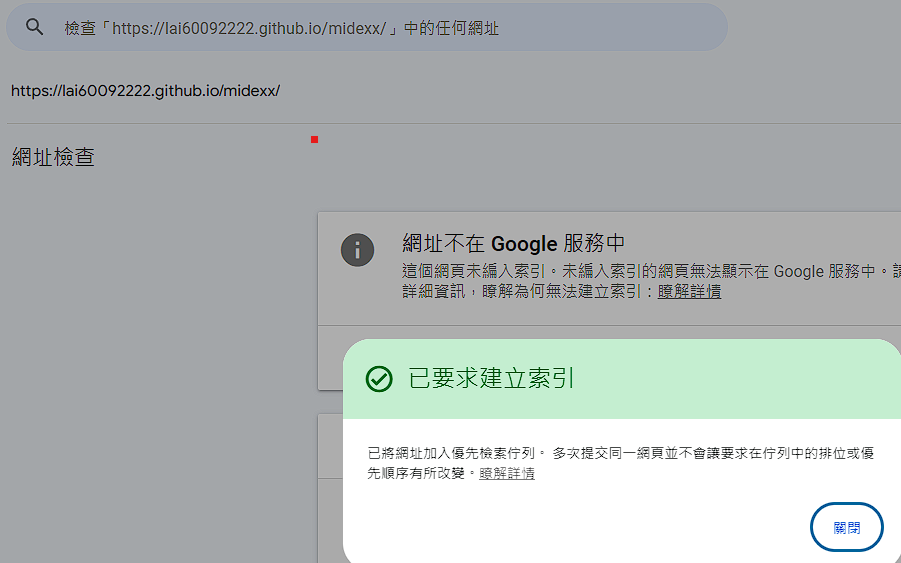 檢查「https://lai60092222.github.io/midexx/」中的任何網址
https://lai60092222.github.io/midexx/
網址檢查
網址不在 Google 服務中
這個網頁未編入索引。未編入索引的網頁無法顯示在 Google 服務中。
詳細資訊，瞭解為何無法建立索引：瞭解詳情
已要求建立索引
已將網址加入優先檢索佇列。 多次提交同一網頁並不會讓要求在佇列中的排位或優
先順序有所改變。瞭解詳情
關閉